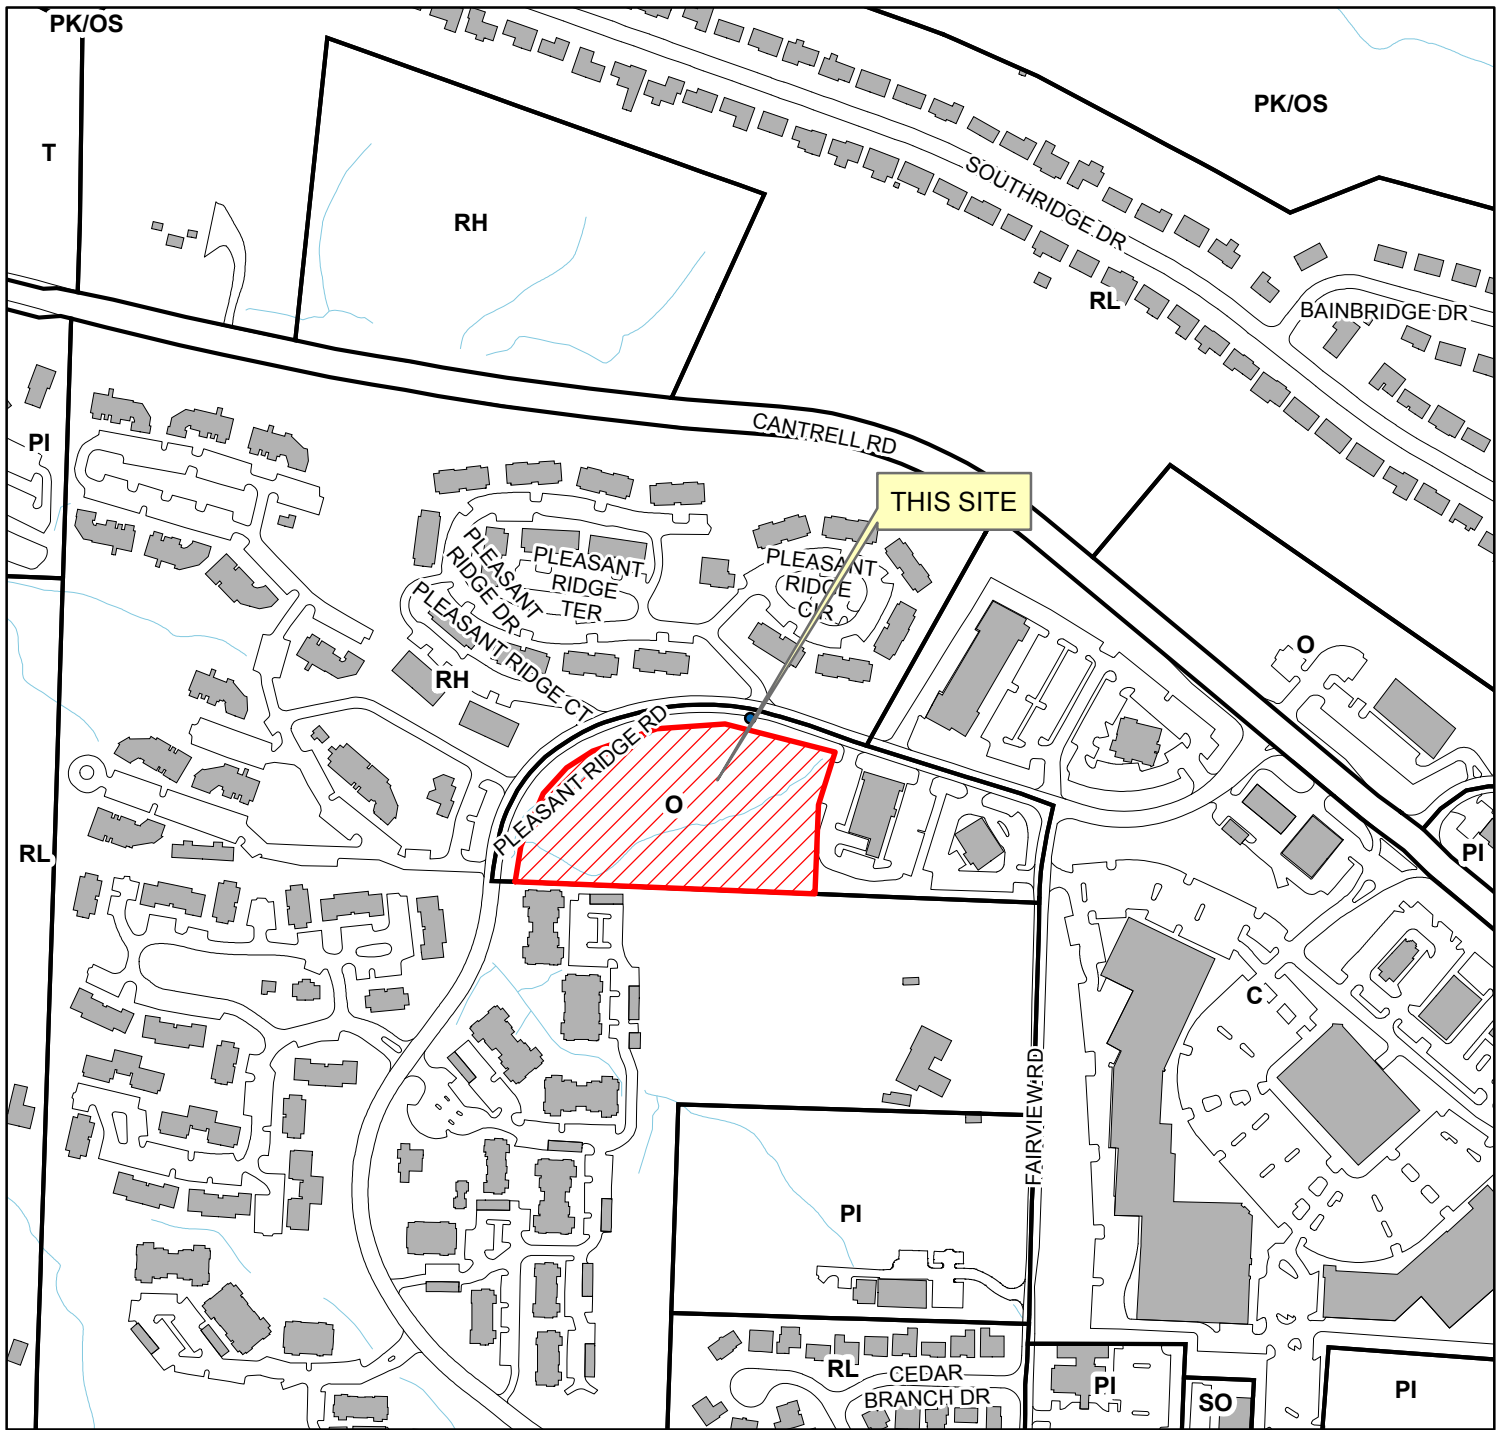 PK/OS
PK/OS
T
SOUTHRIDGE DR
RH
RL
BAINBRIDGE DR
CANTRELL RD
PI
THIS SITE
PLEASANT
RIDGE DR
PLEASANT
RIDGE
TER
PLEASANT
RIDGE
CIR
PLEASANT RIDGE CT
O
RH
PLEASANT RIDGE RD
O
RL
PI
C
FAIRVIEW RD
PI
RL
CEDAR
BRANCH DR
PI
SO
PI